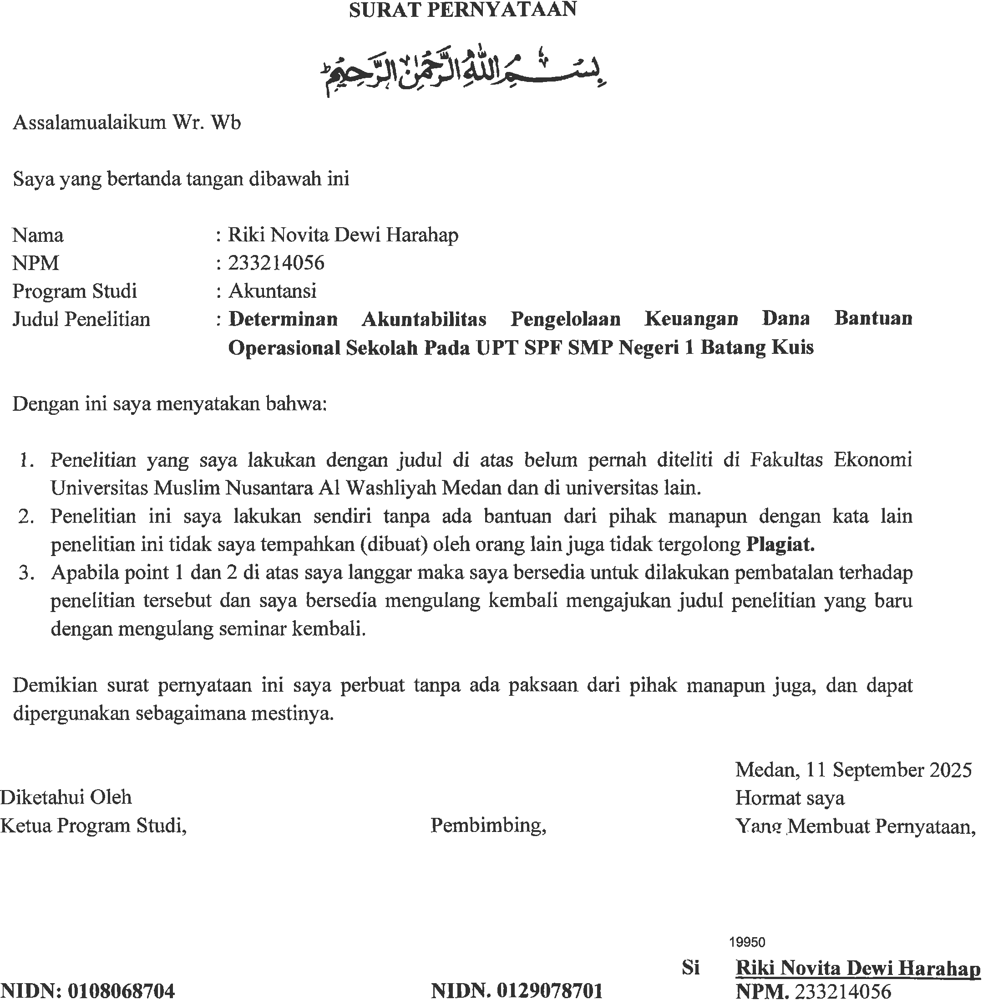 SURAT PERNYATAAN
بِسْمِ اللّٰهِ الرَّحْمٰنِ الرَّحِيْمِ
Assalamualaikum Wr. Wb
Saya yang bertanda tangan dibawah ini
Nama : Riki Novita Dewi Harahap
NPM : 233214056
Program Studi : Akuntansi
Judul Penelitian : Determinan Akuntabilitas Pengelolaan Keuangan Dana Bantuan
Operasional Sekolah Pada UPT SPF SMP Negeri 1 Batang Kuis
Dengan ini saya menyatakan bahwa:
1. Penelitian yang saya lakukan dengan judul di atas belum pernah diteliti di Fakultas Ekonomi
Universitas Muslim Nusantara Al Washliyah Medan dan di universitas lain.
2. Penelitian ini saya lakukan sendiri tanpa ada bantuan dari pihak manapun dengan kata lain
penelitian ini tidak saya tempahkan (dibuat) oleh orang lain juga tidak tergolong Plagiat.
3. Apabila point 1 dan 2 di atas saya langgar maka saya bersedia untuk dilakukan pembatalan terhadap
penelitian tersebut dan saya bersedia mengulang kembali mengajukan judul penelitian yang baru
dengan mengulang seminar kembali.
Demikian surat pernyataan ini saya perbuat tanpa ada paksaan dari pihak manapun juga, dan dapat
dipergunakan sebagaimana mestinya.
Medan, 11 September 2025
Diketahui Oleh Hormat saya
Ketua Program Studi, Pembimbing, Yang Membuat Pernyataan,
19950
Si Riki Novita Dewi Harahap
NIDN: 0108068704 NIDN. 0129078701 NPM. 233214056